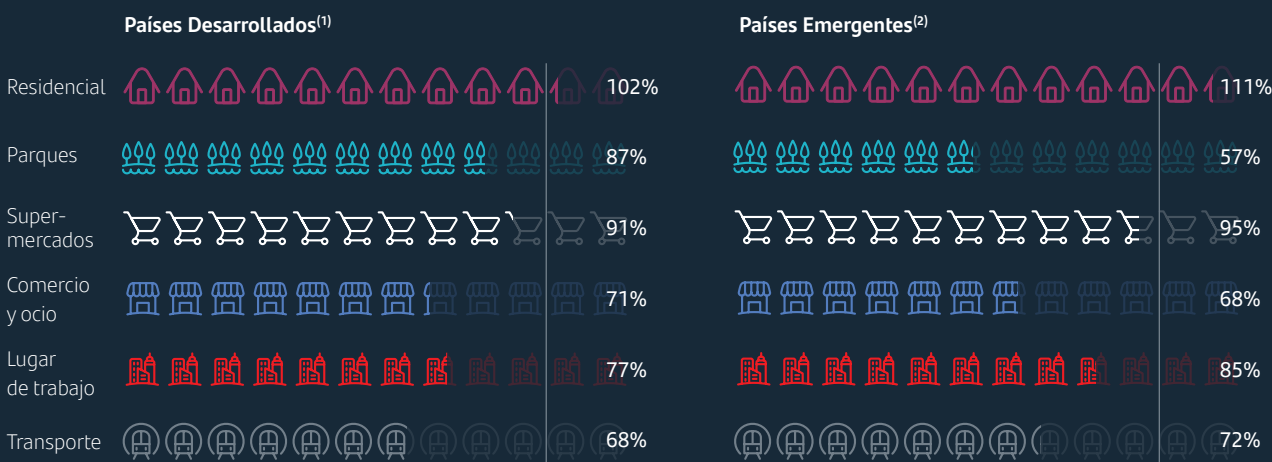 Países Desarrollados(1)
Países Emergentes(2)
Residencial
102%
111%
Parques
87%
57%
Super-
mercados
91%
95%
Comercio
y ocio
71%
68%
Lugar
de trabajo
77%
85%
Transporte
68%
72%